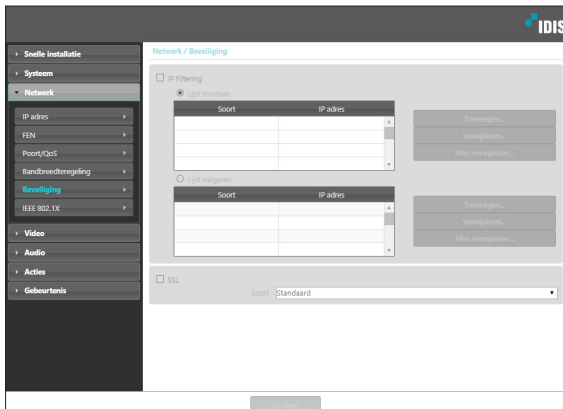 IDIS
Snelle installatie
Systeem
Netwerk
IP adres
FEN
Poort/QoS
Bandbreedteregeling
Beveiliging
IEEE 802.1X
Video
Audio
Acties
Gebeurtenis
Netwerk / Beveiliging
IP Filtering
Lijst toestaan
Soort IP adres
Toevoegen...
Verwijderen...
Alles verwijderen...
Lijst weigeren
Soort IP adres
Toevoegen...
Verwijderen...
Alles verwijderen...
SSL
Soort Standaard